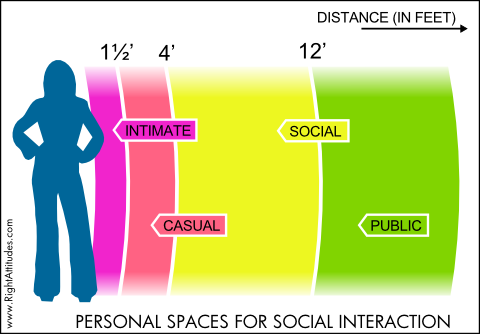 DISTANCE (IN FEET)
1½’ 4’ 12’
INTIMATE
SOCIAL
CASUAL
PUBLIC
www.RightAttitudes.com
PERSONAL SPACES FOR SOCIAL INTERACTION